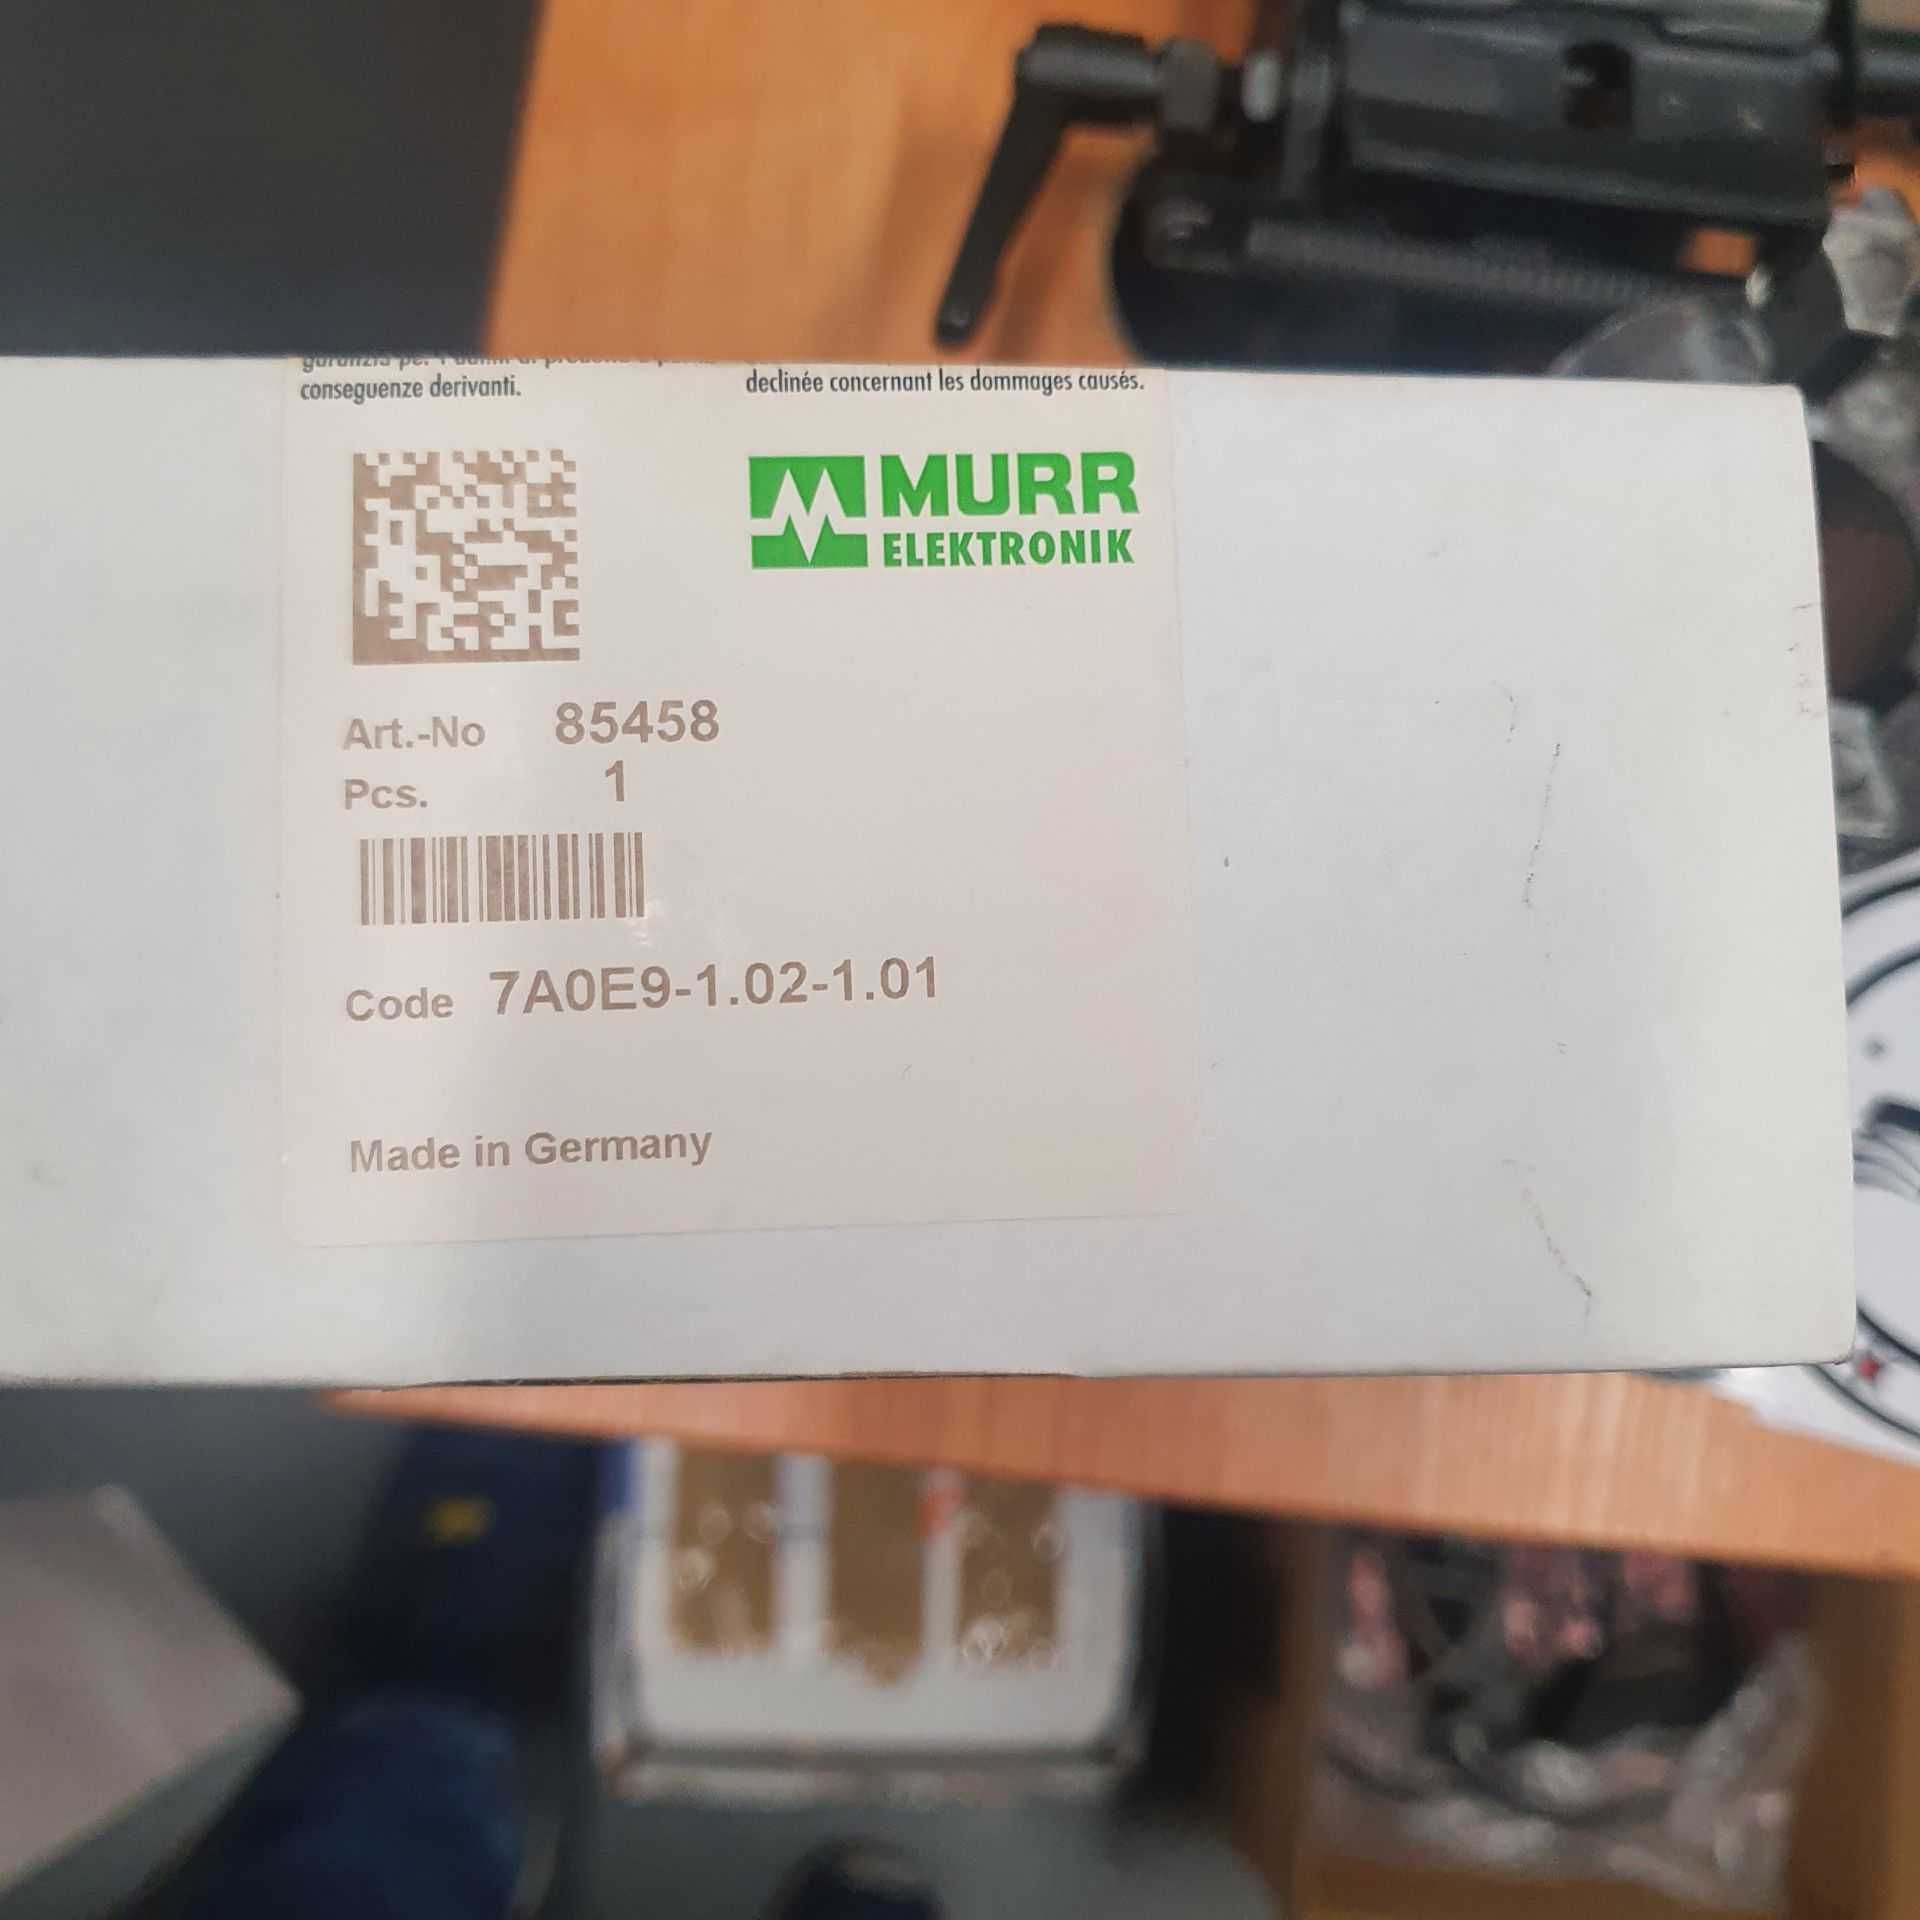 conseguenze derivanti.
declinée concernant les dommages causés.
MURR
ELEKTRONIK
Art.-No 85458
Pcs. 1
Code 7A0E9-1.02-1.01
Made in Germany